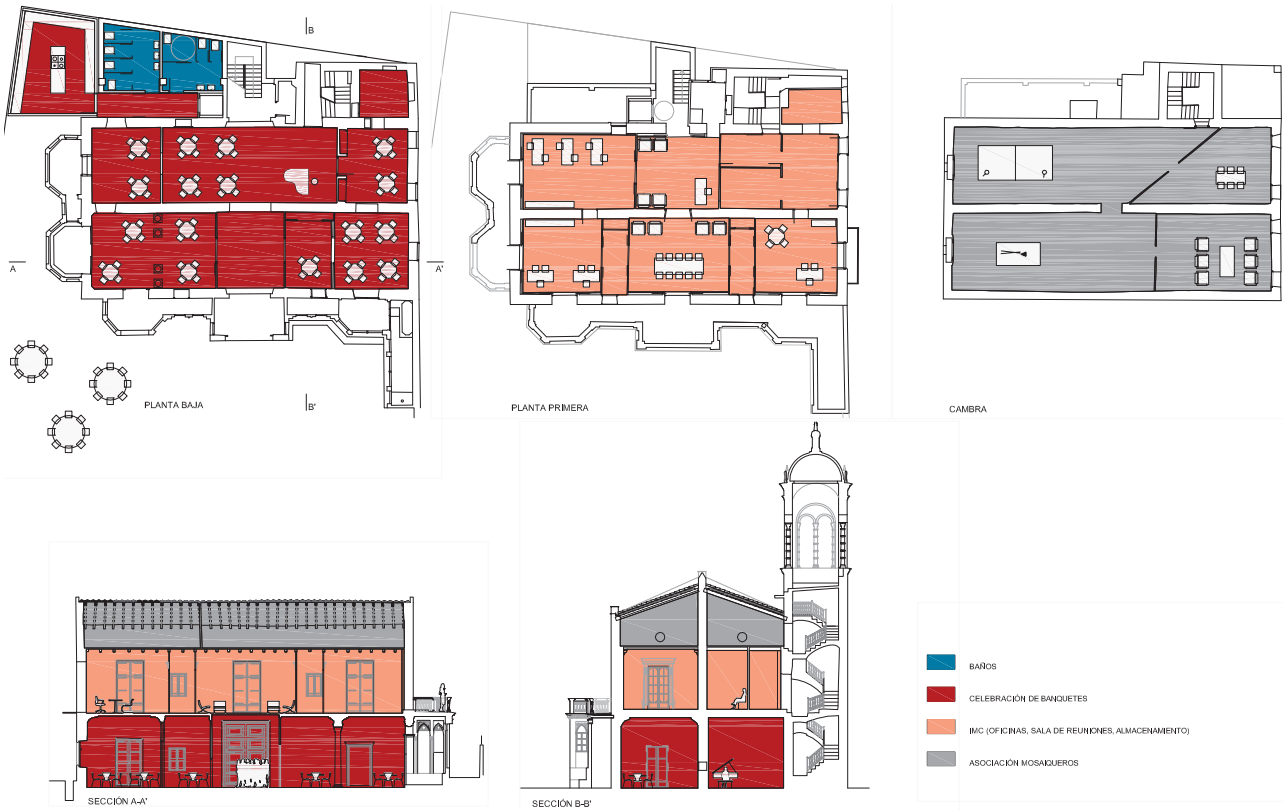 B
A
A'
PLANTA BAJA
B'
PLANTA PRIMERA
CAMBRA
BAÑOS
CELEBRACIÓN DE BANQUETES
IMC (OFICINAS, SALA DE REUNIONES, ALMACENAMIENTO)
ASOCIACIÓN MOSAIQUEROS
SECCIÓN A-A'
SECCIÓN B-B'